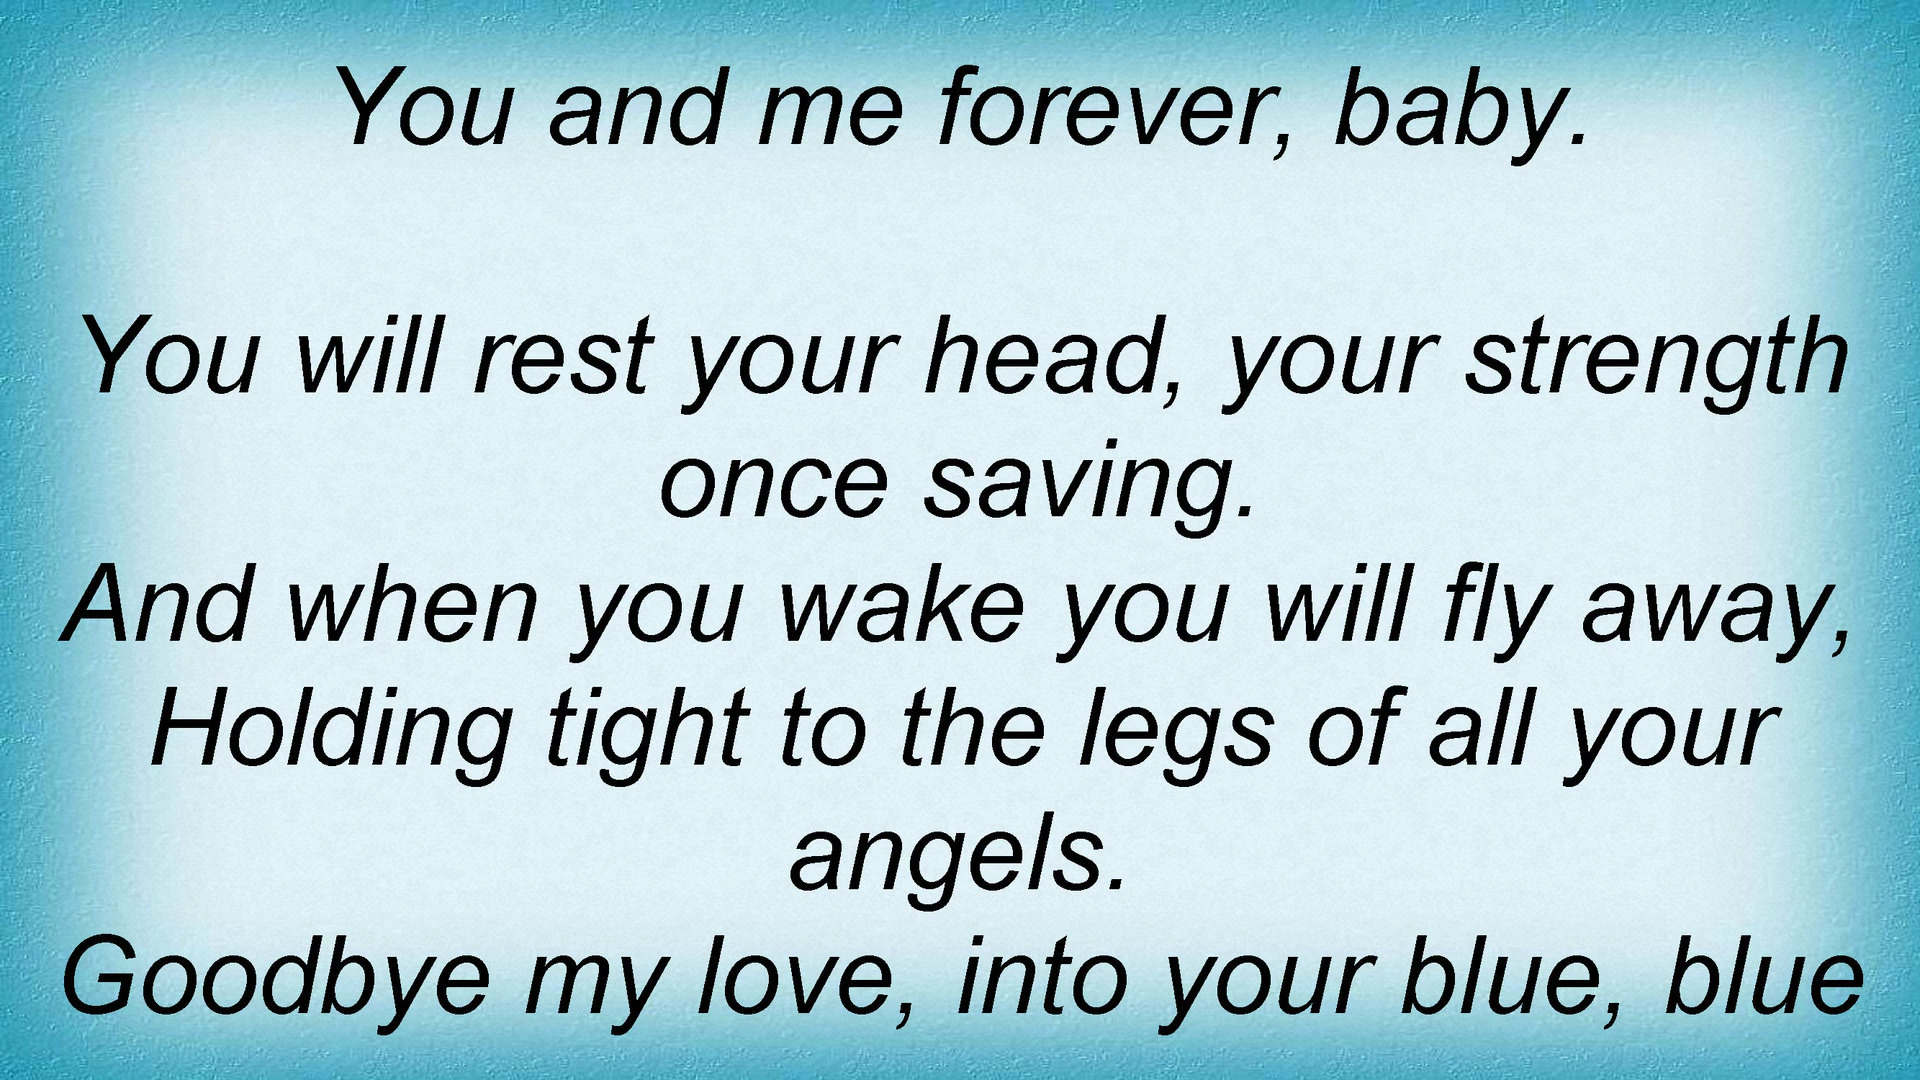 You and me forever, baby.
You will rest your head, your strength
once saving.
And when you wake you will fly away,
Holding tight to the legs of all your
angels.
Goodbye my love, into your blue, blue